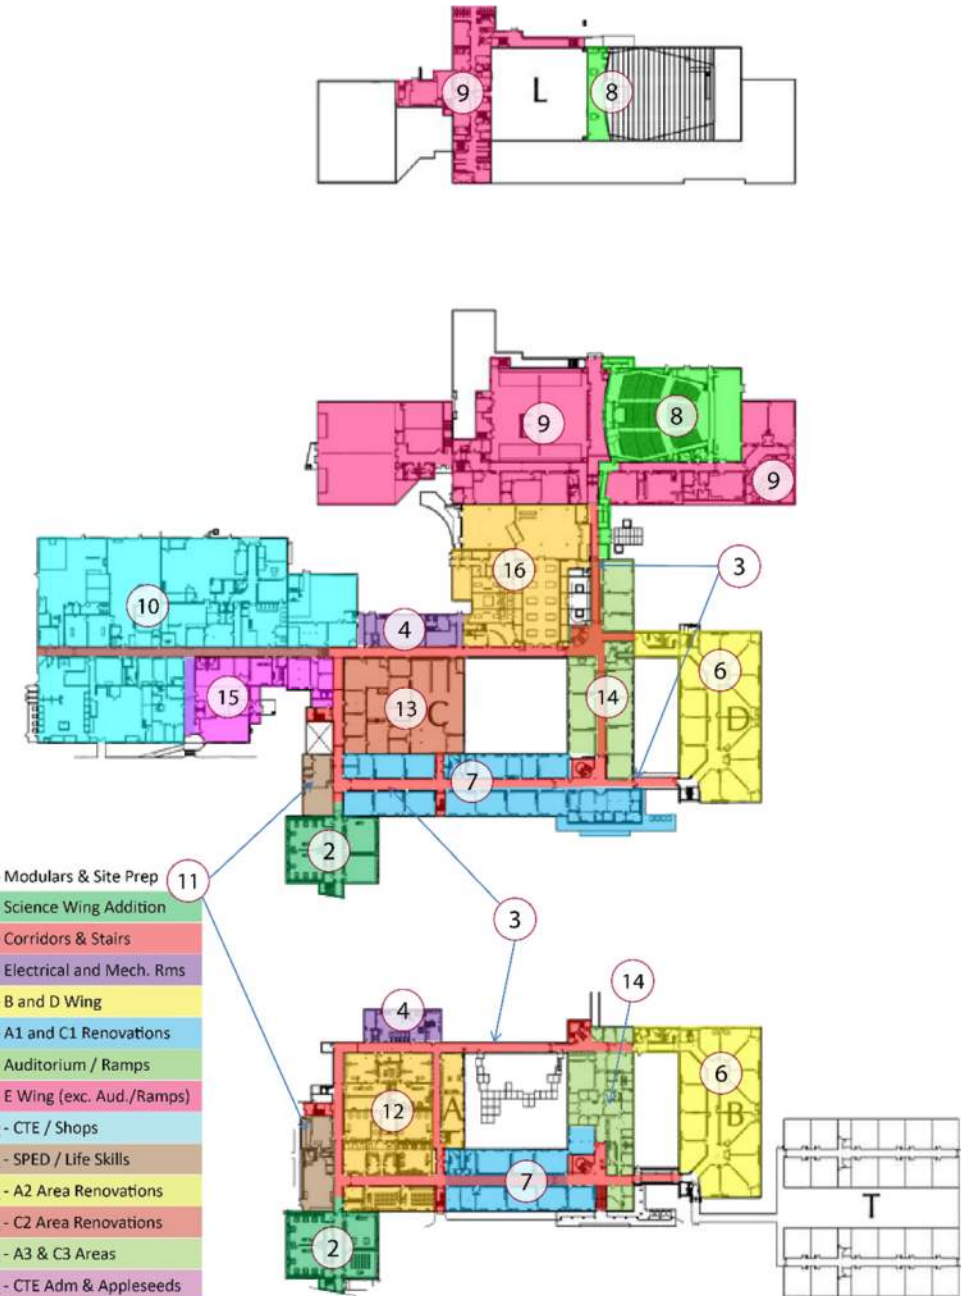 9
L
8
9
8
9
16
3
10
4
6
15
13
C
14
D
7
2
Modulars & Site Prep
11
Science Wing Addition
Corridors & Stairs
3
Electrical and Mech. Rms
14
B and D Wing
4
A1 and C1 Renovations
Auditorium / Ramps
6
E Wing (exc. Aud./Ramps)
12
A
B
- CTE / Shops
- SPED / Life Skills
7
- A2 Area Renovations
T
- C2 Area Renovations
2
- A3 & C3 Areas
- CTE Adm & Appleseeds